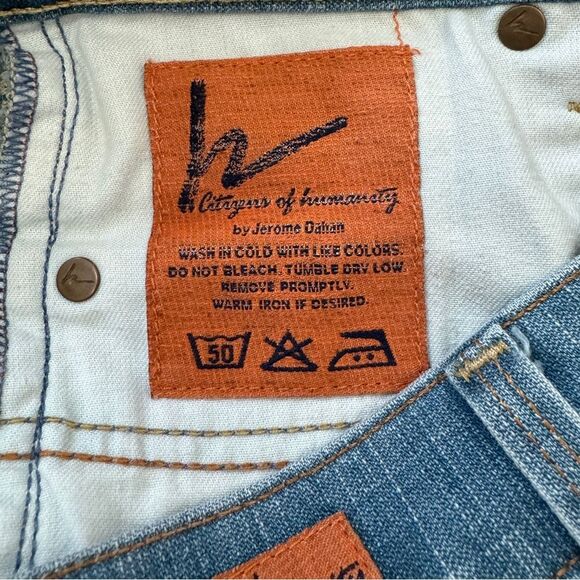 h
Citizens of humanity
by Jerome Dahan
WASH IN COLD WITH LIKE COLORS.
DO NOT BLEACH. TUMBLE DRY LOW
REMOVE PROMPTLY.
WARM IRON IF DESIRED.
50